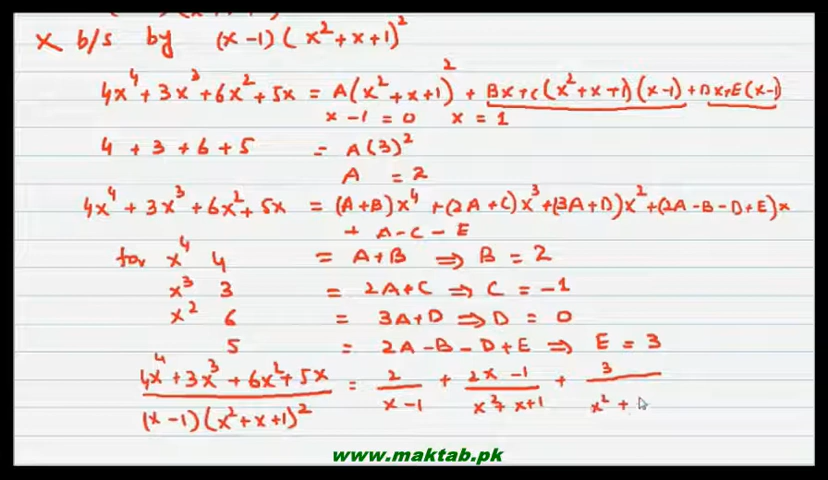 x b/s by (x-1)(x²+x+1)²
4x⁴+3x³+6x²+5x = A(x²+x+1)² + Bx+C(x²+x+1)(x-1)+Dx+E(x-1)
x-1=0 x=1
4+3+6+5 = A(3)²
A = 2
4x⁴+3x³+6x²+5x = (A+B)x⁴+(2A+C)x³+(3A+D)x²+(2A-B-D+E)x
+ A-C-E
for x⁴ 4 = A+B ⇒ B = 2
x³ 3 = 2A+C ⇒ C = -1
x² 6 = 3A+D ⇒ D = 0
5 = 2A-B-D+E ⇒ E = 3
4x⁴+3x³+6x²+5x / (x-1)(x²+x+1)² = 2/x-1 + 2x-1/x²+x+1 + 3/x²+
www.maktab.pk